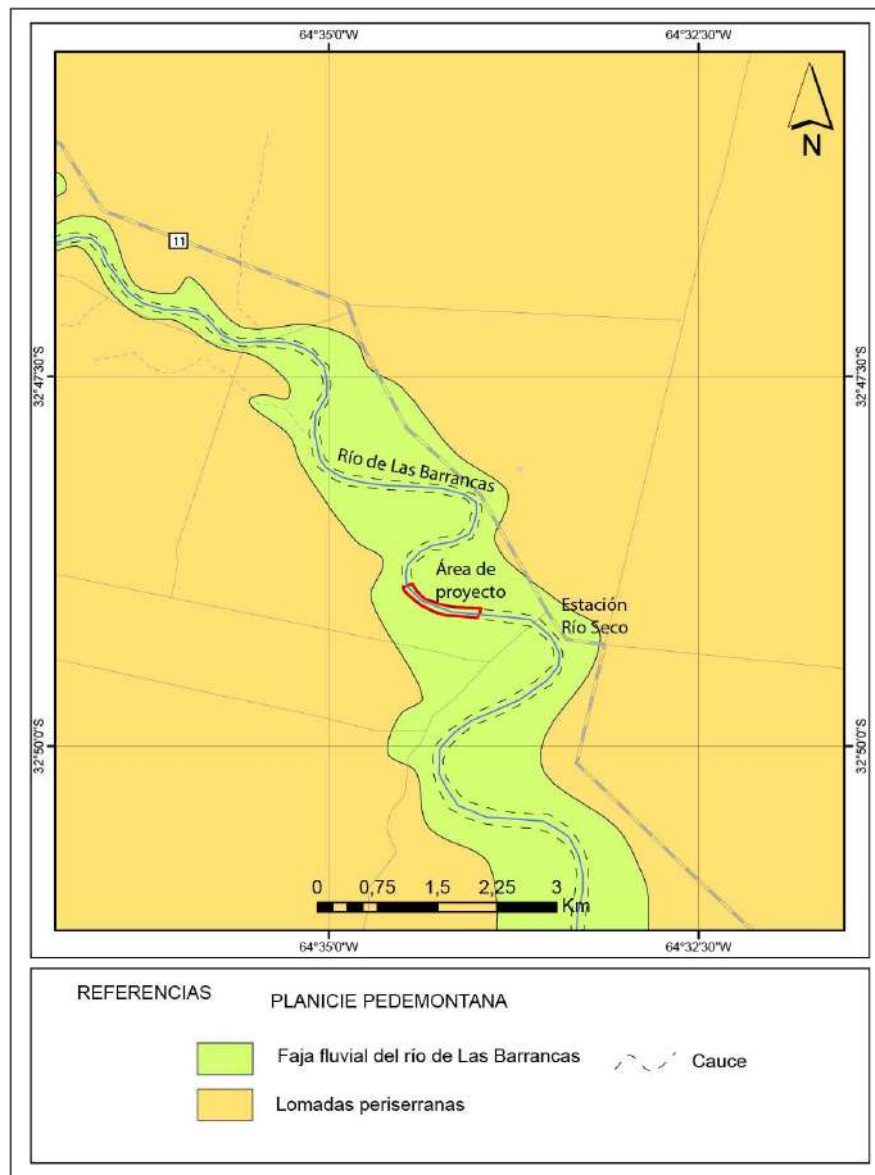 64°35'0"W
64°32'30"W
N
11
32°47'30"S
32°47'30"S
Río de Las Barrancas
Área de
proyecto
Estación
Río Seco
32°50'0"S
32°50'0"S
0 0,75 1,5 2,25 3
Km
64°35'0"W
64°32'30"W
REFERENCIAS
PLANICIE PEDEMONTANA
Faja fluvial del río de Las Barrancas
Cauce
Lomadas periserranas